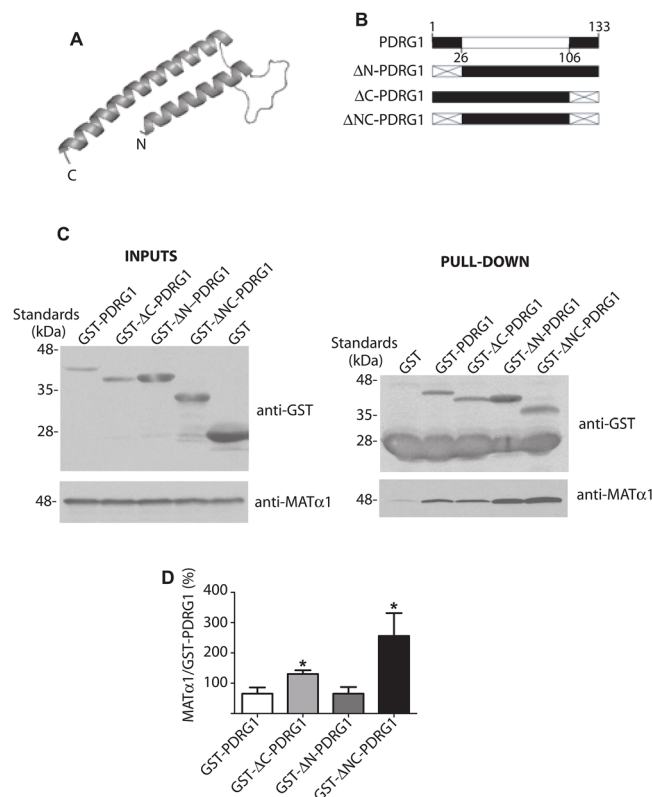 A
N
C
B
1 133
PDRG1
26 106
ΔN-PDRG1
ΔC-PDRG1
ΔNC-PDRG1
C
INPUTS
Standards
(kDa)
GST-PDRG1
GST-ΔC-PDRG1
GST-ΔN–PDRG1
GST-ΔNC-PDRG1
GST
48-
35-
28-
anti-GST
48-
anti-MATα1
PULL-DOWN
Standards
(kDa)
GST
GST-PDRG1
GST-ΔC-PDRG1
GST-ΔN-PDRG1
GST-ΔNC-PDRG1
48-
35-
28-
anti-GST
48-
anti-MATα1
D
MATα1/GST-PDRG1 (%)
400
300
200
100
*
*
GST-PDRG1
GST-ΔC-PDRG1
GST-ΔN-PDRG1
GST-ΔNC-PDRG1